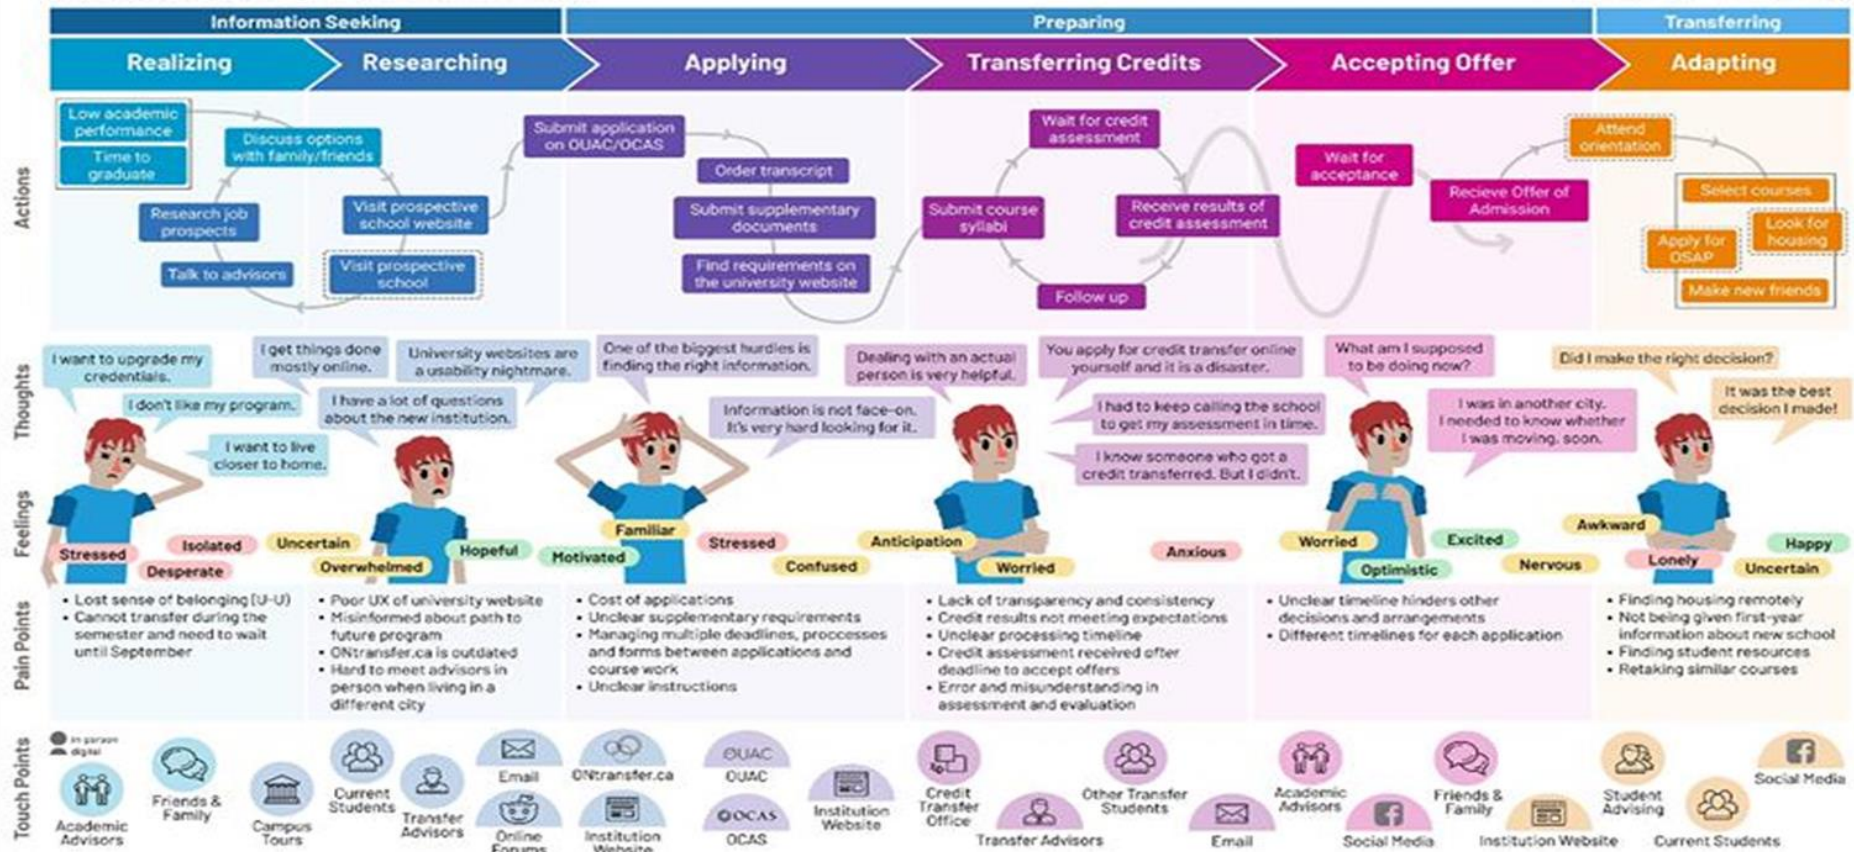 Information Seeking
Preparing
Transferring
Realizing
Researching
Applying
Transferring Credits
Accepting Offer
Adapting
Actions
Low academic
performance
Time to
graduate
Discuss options
with family/friends
Research job
prospects
Talk to advisors
Visit prospective
school website
Visit prospective
school
Submit application
on OUAC/OCAS
Order transcript
Submit supplementary
documents
Find requirements on
the university website
Submit course
syllabi
Wait for credit
assessment
Receive results of
credit assessment
Follow up
Wait for
acceptance
Recieve Offer of
Admission
Attend
orientation
Select courses
Look for
housing
Apply for
OSAP
Make new friends
Thoughts
I want to upgrade my
credentials.
I don't like my program.
I want to live
closer to home.
I get things done
mostly online.
University websites are
a usability nightmare.
I have a lot of questions
about the new institution.
One of the biggest hurdles is
finding the right information.
Information is not face-on.
It's very hard looking for it.
Dealing with an actual
person is very helpful.
You apply for credit transfer online
yourself and it is a disaster.
I had to keep calling the school
to get my assessment in time.
I know someone who got a
credit transferred. But I didn't.
What am I supposed
to be doing now?
I was in another city.
I needed to know whether
I was moving, soon.
Did I make the right decision?
It was the best
decision I made!
Feelings
Stressed
Isolated
Desperate
Uncertain
Overwhelmed
Hopeful
Motivated
Familiar
Stressed
Confused
Anticipation
Worried
Anxious
Worried
Optimistic
Excited
Nervous
Awkward
Lonely
Happy
Uncertain
Pain Points
• Lost sense of belonging (U-U)
• Cannot transfer during the
semester and need to wait
until September
• Poor UX of university website
• Misinformed about path to
future program
• ONtransfer.ca is outdated
• Hard to meet advisors in
person when living in a
different city
• Cost of applications
• Unclear supplementary requirements
• Managing multiple deadlines, proccesses
and forms between applications and
course work
• Unclear instructions
• Lack of transparency and consistency
• Credit results not meeting expectations
• Unclear processing timeline
• Credit assessment received after
deadline to accept offers
• Error and misunderstanding in
assessment and evaluation
• Unclear timeline hinders other
decisions and arrangements
• Different timelines for each application
• Finding housing remotely
• Not being given first-year
information about new school
• Finding student resources
• Retaking similar courses
Touch Points
in person
digital
Academic
Advisors
Friends &
Family
Campus
Tours
Current
Students
Transfer
Advisors
Email
Online
Forums
ONtransfer.ca
Institution
Website
OUAC
OUAC
OCAS
OCAS
Institution
Website
Credit
Transfer
Office
Transfer Advisors
Other Transfer
Students
Email
Academic
Advisors
Social Media
Friends &
Family
Institution Website
Student
Advising
Current Students
Social Media